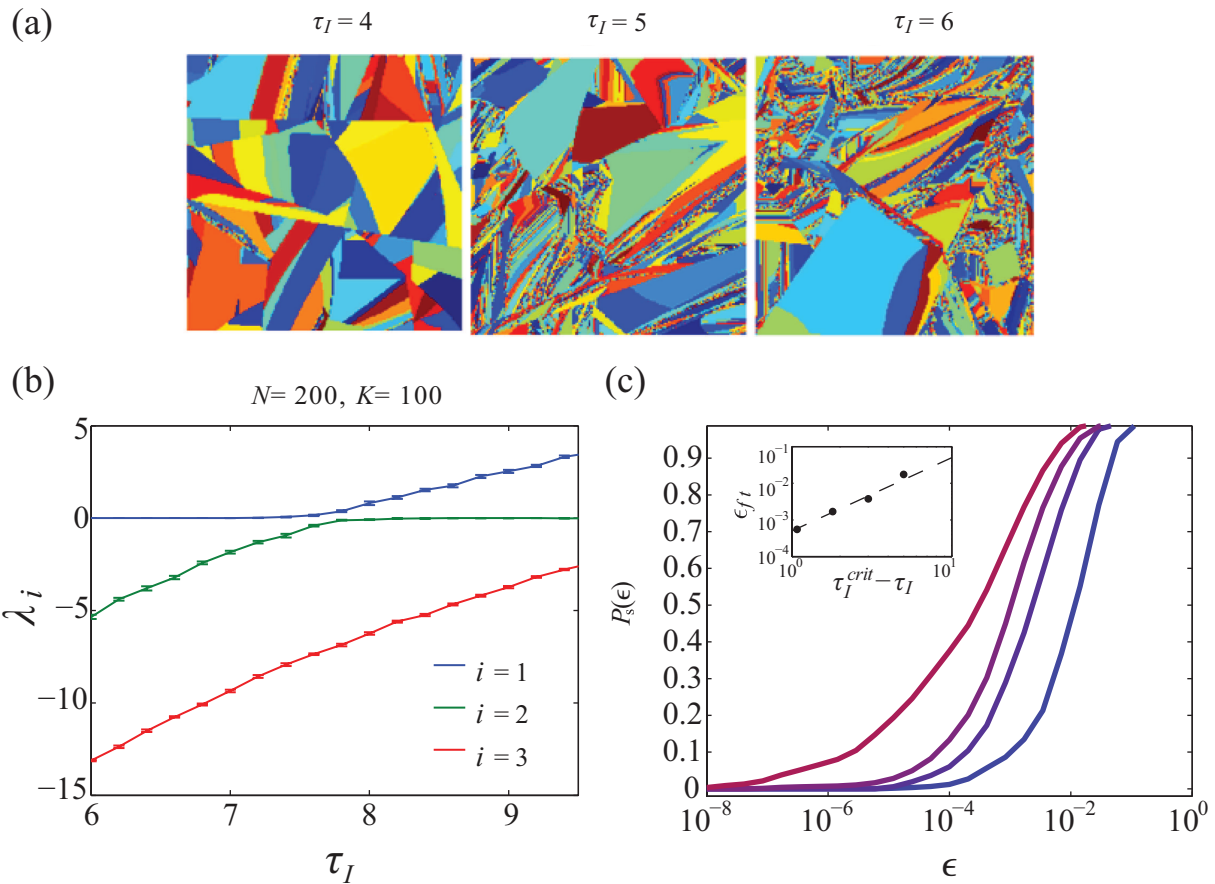 (a)
τ_I = 4
τ_I = 5
τ_I = 6
(b)
N= 200, K= 100
5
0
−5
−10
−15
λ_i
6
7
8
9
τ_I
i = 1
i = 2
i = 3
(c)
0.9
0.8
0.7
0.6
0.5
0.4
0.3
0.2
0.1
0
P_s(ϵ)
10^−8
10^−6
10^−4
10^−2
10^0
ϵ
10^−1
10^−2
10^−3
10^−4
ϵ_ft
10^0
10^1
τ_I^crit − τ_I